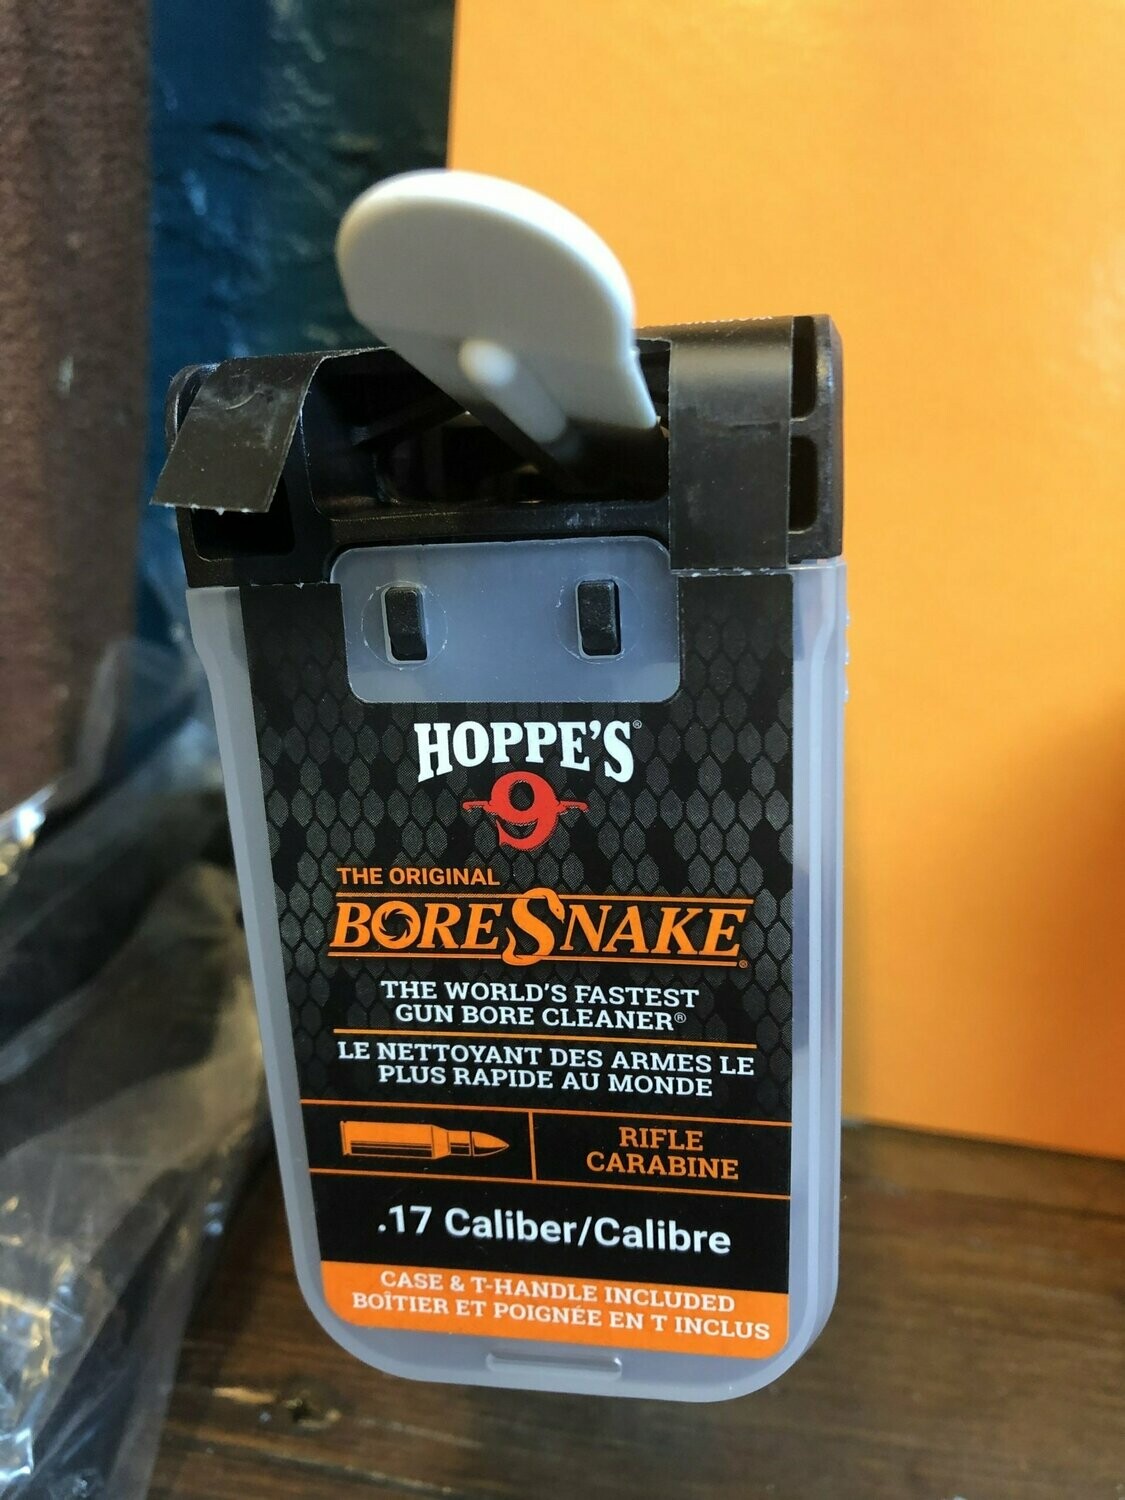 HOPPE'S®
9
THE ORIGINAL
BORESNAKE®
THE WORLD'S FASTEST
GUN BORE CLEANER®
LE NETTOYANT DES ARMES LE
PLUS RAPIDE AU MONDE
RIFLE
CARABINE
.17 Caliber/Calibre
CASE & T-HANDLE INCLUDED
BOÎTIER ET POIGNÉE EN T INCLUS